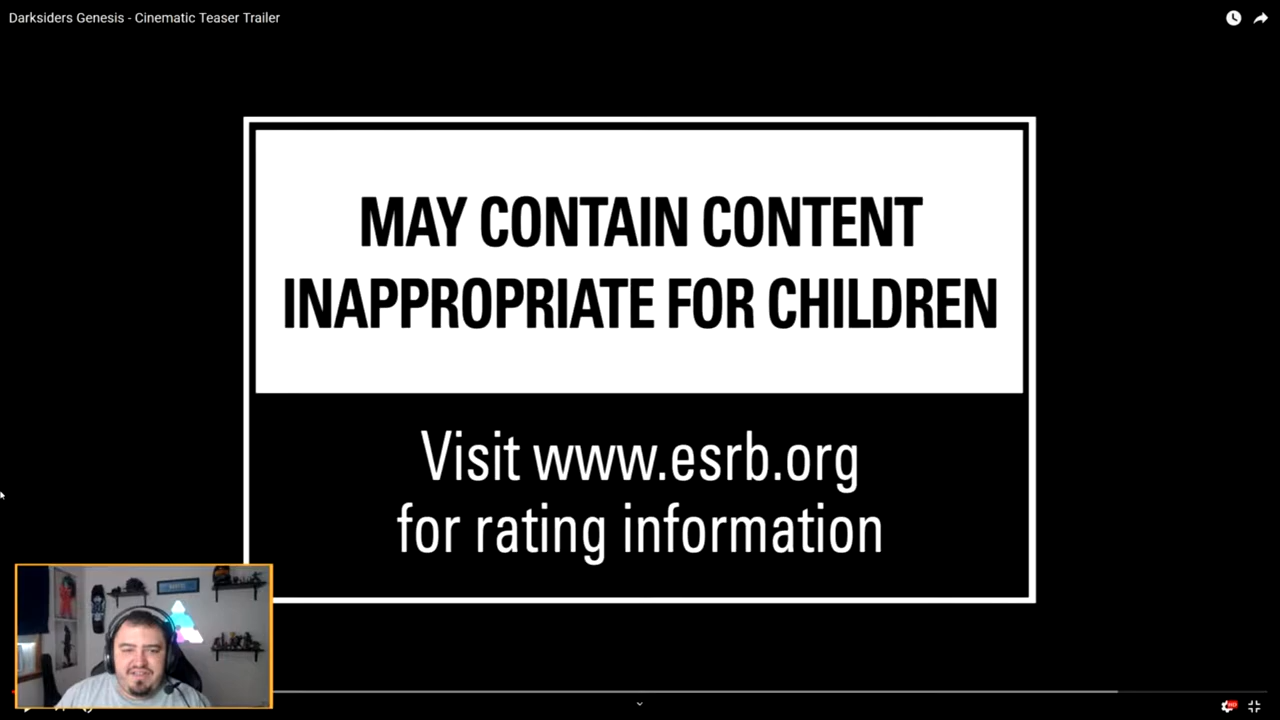 Darksiders Genesis - Cinematic Teaser Trailer
MAY CONTAIN CONTENT
INAPPROPRIATE FOR CHILDREN
Visit www.esrb.org
for rating information